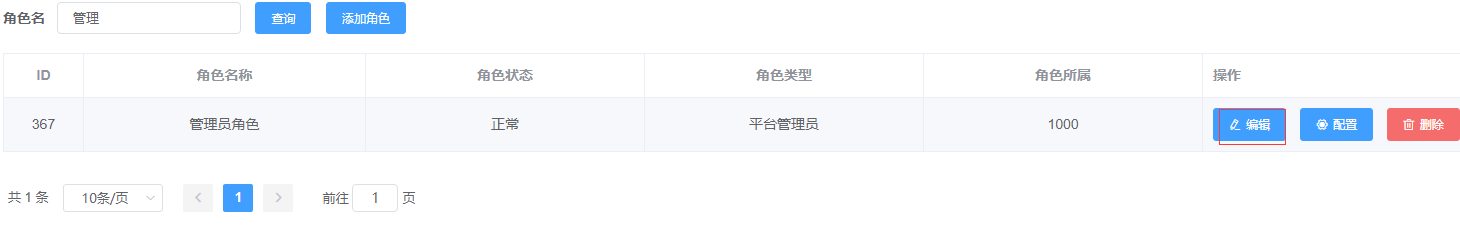 角色名 管理 查询 添加角色
ID 角色名称 角色状态 角色类型 角色所属 操作
367 管理员角色 正常 平台管理员 1000 编辑 配置 删除
共 1 条 10条/页 1 前往 1 页